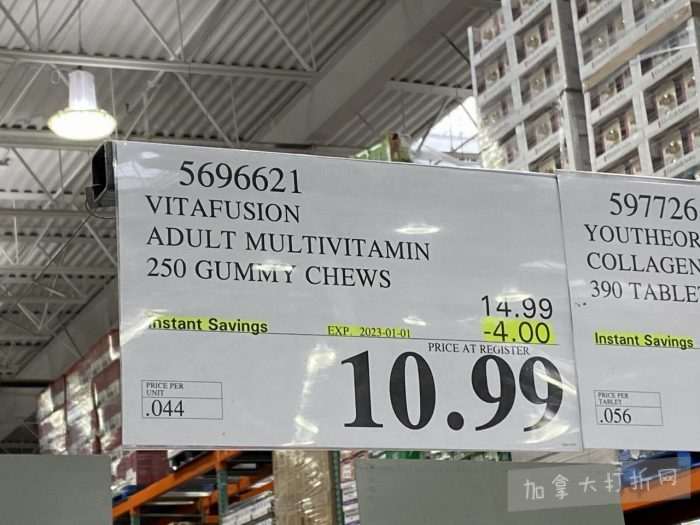 5696621
VITAFUSION
ADULT MULTIVITAMIN
250 GUMMY CHEWS
14.99
Instant Savings EXP. 2023-01-01 -4.00
PRICE AT REGISTER
10.99
PRICE PER
UNIT
.044
597726
YOUTHEOR
COLLAGEN
390 TABLET
Instant Savings
PRICE PER
TABLET
.056
加拿大打折网